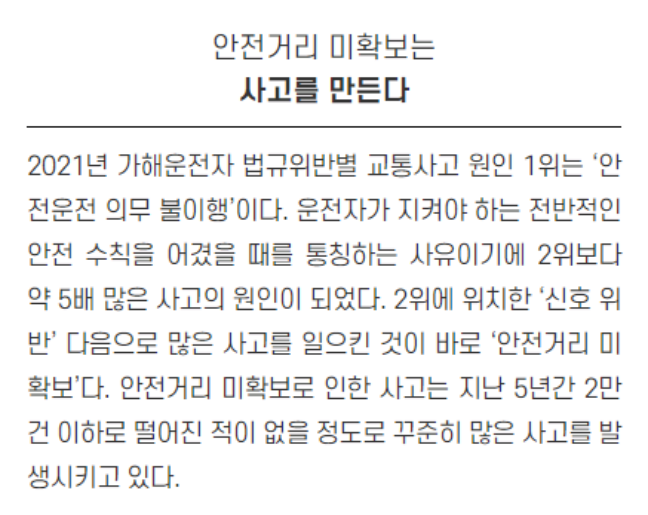 안전거리 미확보는
사고를 만든다
2021년 가해운전자 법규위반별 교통사고 원인 1위는 ‘안
전운전 의무 불이행’이다. 운전자가 지켜야 하는 전반적인
안전 수칙을 어겼을 때를 통칭하는 사유이기에 2위보다
약 5배 많은 사고의 원인이 되었다. 2위에 위치한 ‘신호 위
반’ 다음으로 많은 사고를 일으킨 것이 바로 ‘안전거리 미
확보’다. 안전거리 미확보로 인한 사고는 지난 5년간 2만
건 이하로 떨어진 적이 없을 정도로 꾸준히 많은 사고를 발
생시키고 있다.